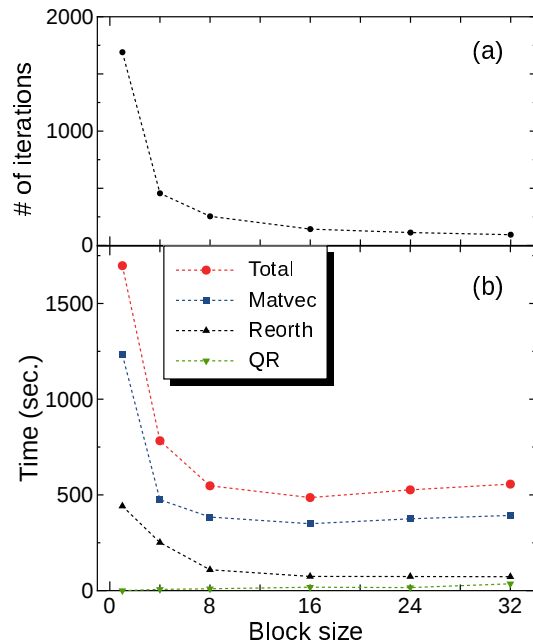 2000
(a)
# of iterations
1000
0
Total
1500
Matvec
(b)
Reorth
QR
Time (sec.)
1000
500
0
0 8 16 24 32
Block size